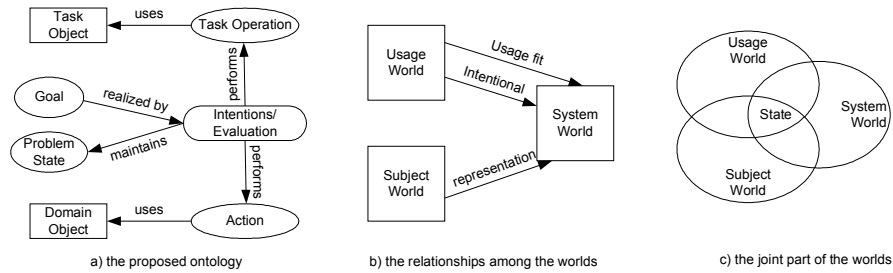 Task
Object
uses
Task Operation
performs
Goal
realized by
Intentions/
Evaluation
Problem
State
maintains
performs
Domain
Object
uses
Action
a) the proposed ontology
Usage
World
Usage fit
Intentional
System
World
Subject
World
representation
b) the relationships among the worlds
Usage
World
State
System
World
Subject
World
c) the joint part of the worlds